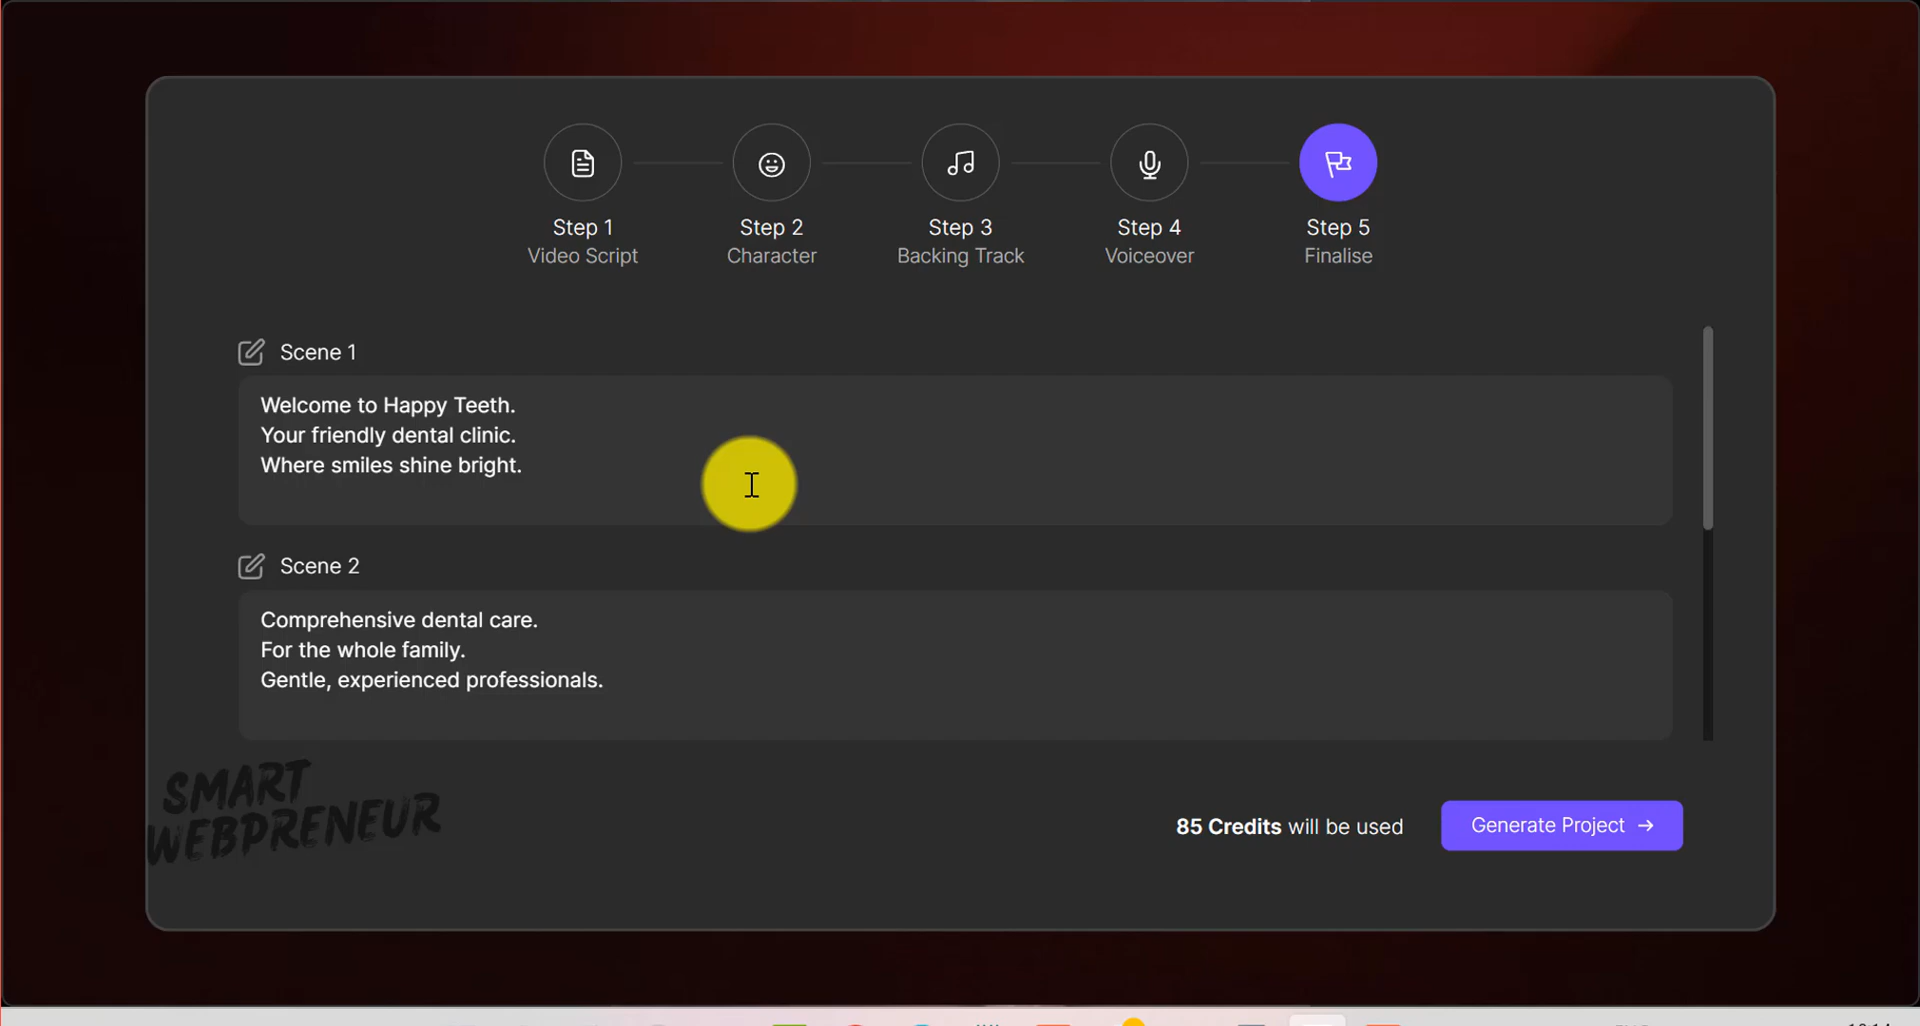 Step 1
Video Script
Step 2
Character
Step 3
Backing Track
Step 4
Voiceover
Step 5
Finalise
Scene 1
Welcome to Happy Teeth.
Your friendly dental clinic.
Where smiles shine bright.
Scene 2
Comprehensive dental care.
For the whole family.
Gentle, experienced professionals.
SMART
WEBPRENEUR
85 Credits will be used
Generate Project →